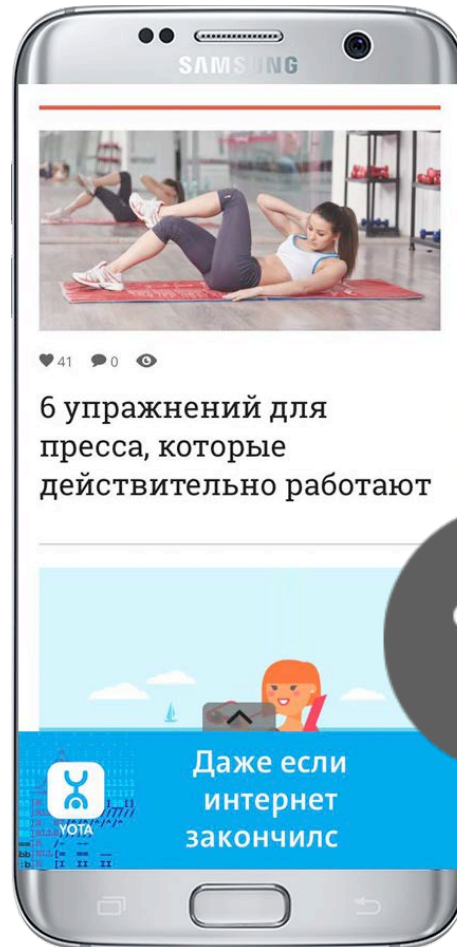 SAMSUNG
41 0
6 упражнений для
пресса, которые
действительно работают
Даже если
интернет
закончилс
YOTA